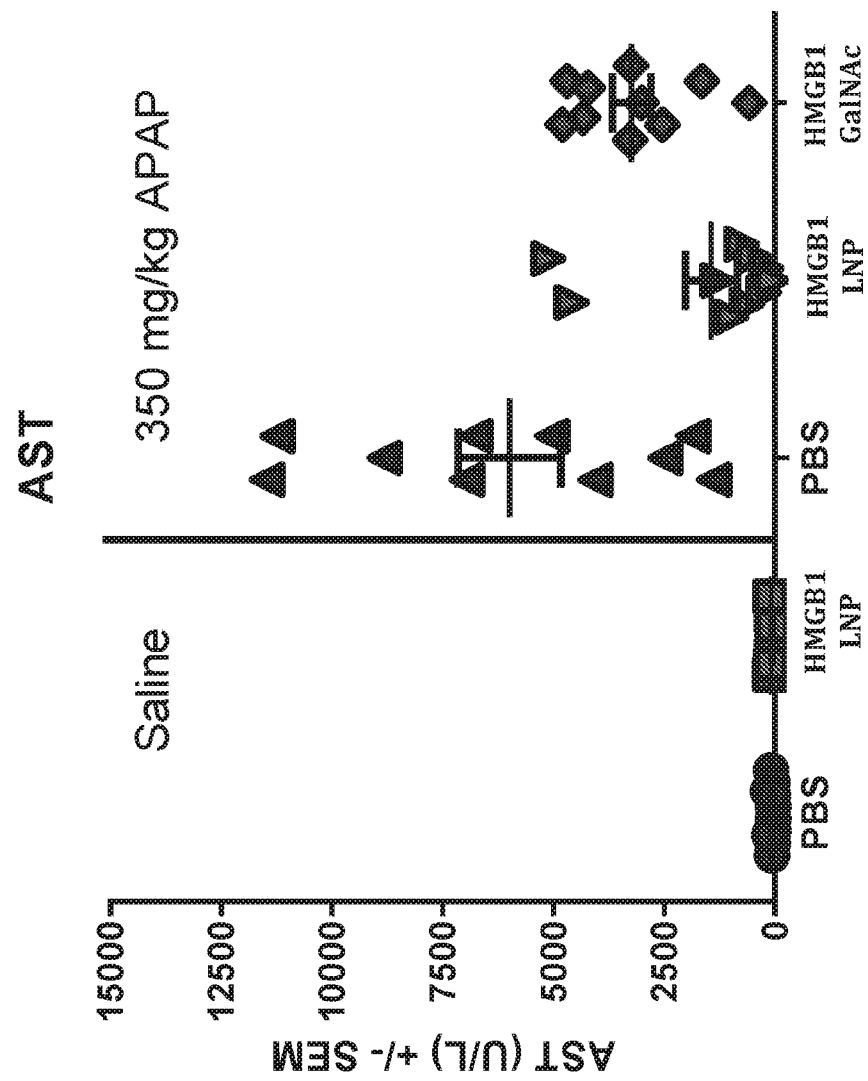 AST
Saline
350 mg/kg APAP
AST (U/L) +/- SEM
15000
12500
10000
7500
5000
2500
0
PBS
HMGB1
LNP
PBS
HMGB1
LNP
HMGB1
GalNAc